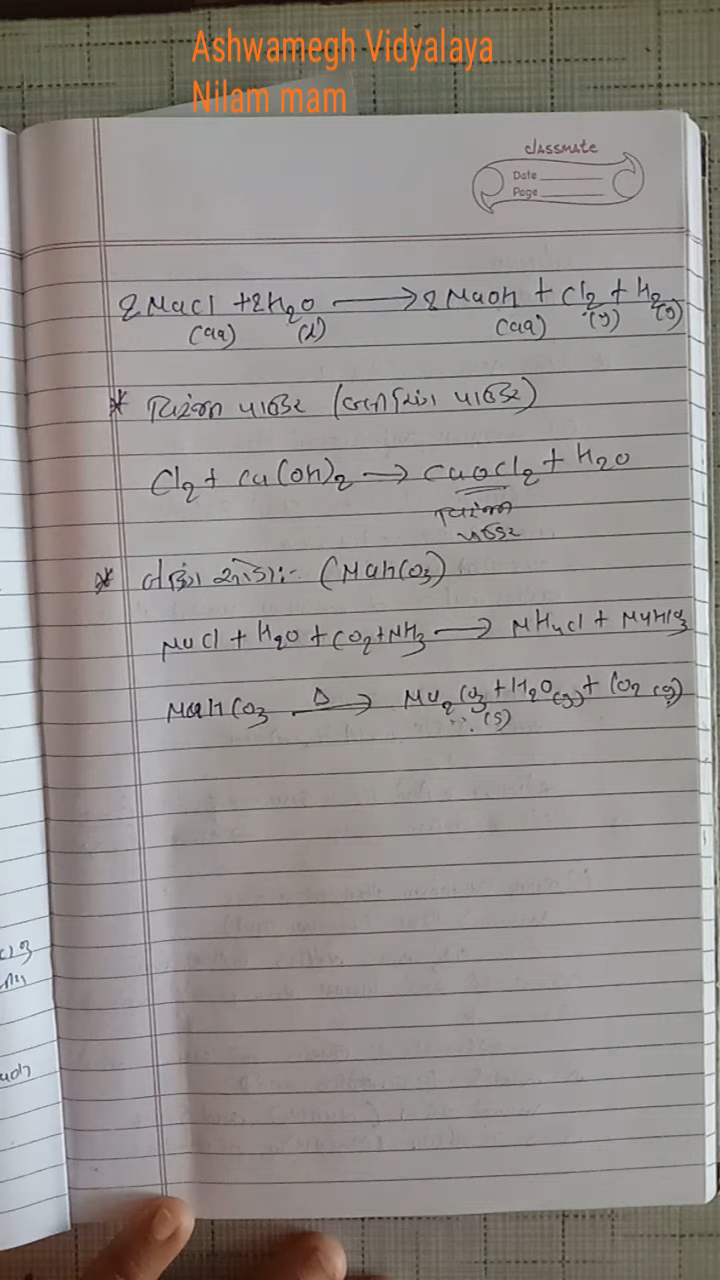 Ashwamegh Vidyalaya
Nilam mam
classmate
Date
Page
2NaCl + 2H2O ⟶ 2NaOH + Cl2 + H2
(aq) (l) (aq) (g) (g)
* વિરંજન પાઉડર (બ્લીચિંગ પાઉડર)
Cl2 + Ca(OH)2 ⟶ CaOCl2 + H2O
વિરંજન
પાઉડર
* ખાવાનો સોડા:- (NaHCO3)
NaCl + H2O + CO2 + NH3 ⟶ NH4Cl + NaHCO3
NaHCO3 Δ⟶ Na2CO3 + H2O(g) + CO2(g)
(s)